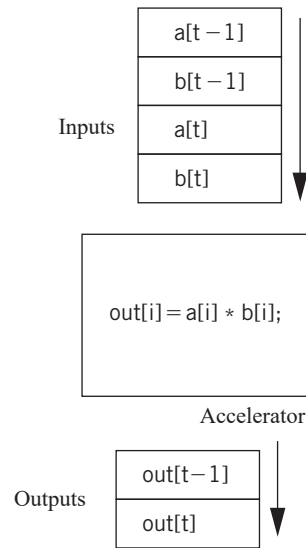 a[t−1]
b[t−1]
Inputs
a[t]
b[t]
out[i]=a[i] * b[i];
Accelerator
out[t−1]
Outputs
out[t]